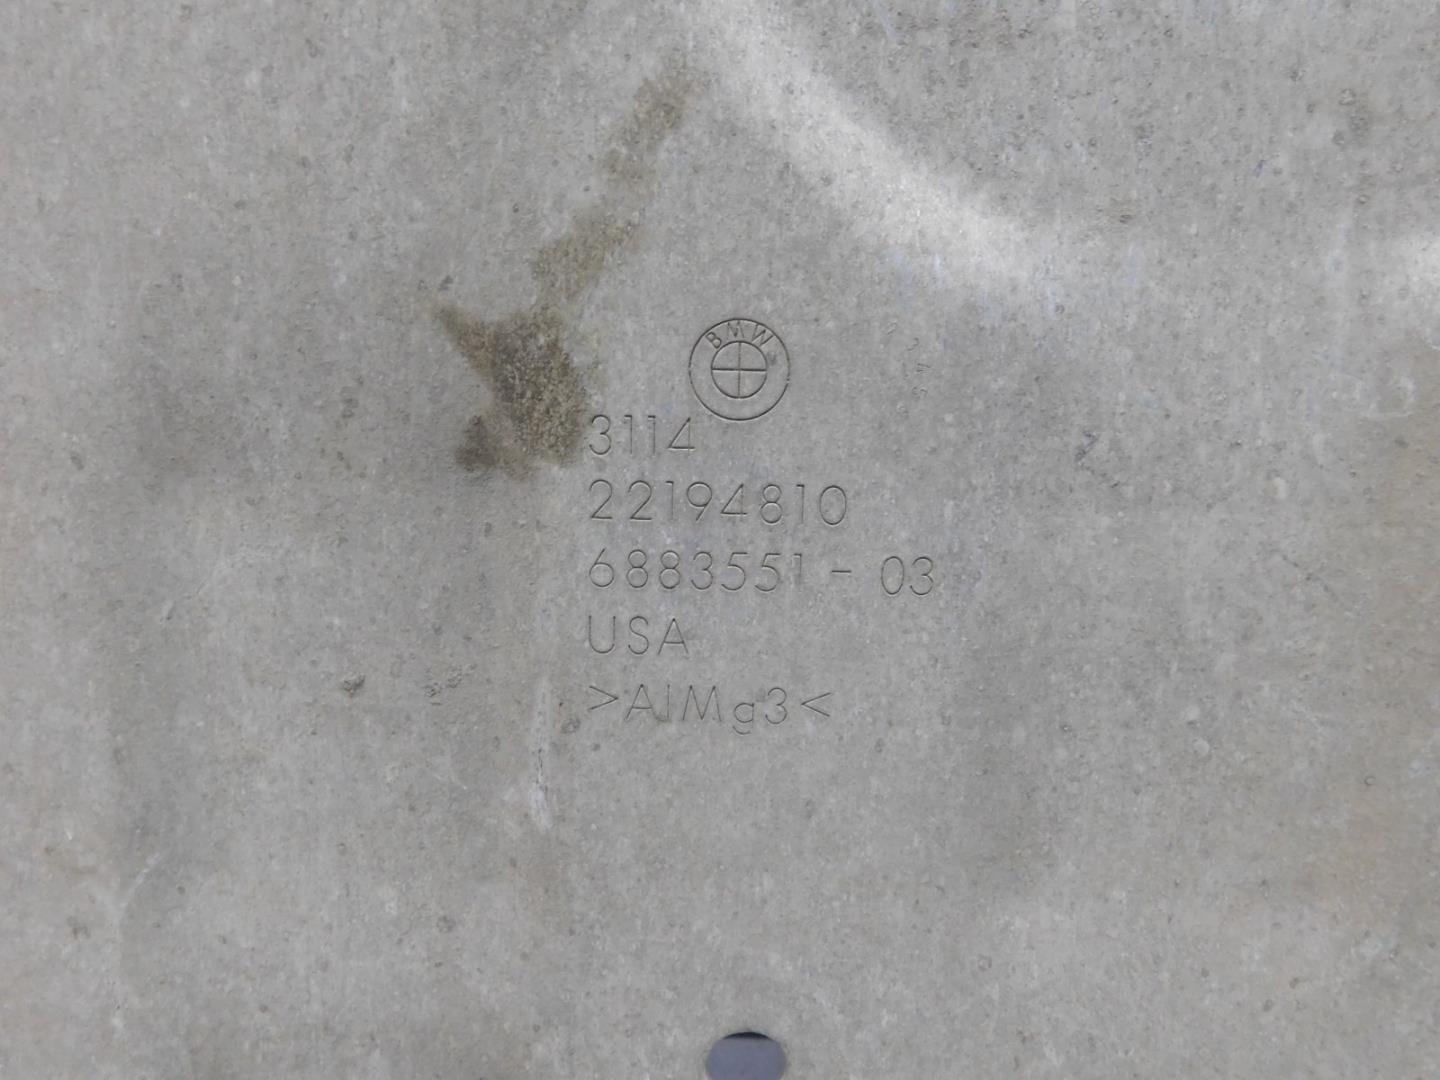 BMW
3114
22194810
6883551 - 03
USA
>AlMg3<